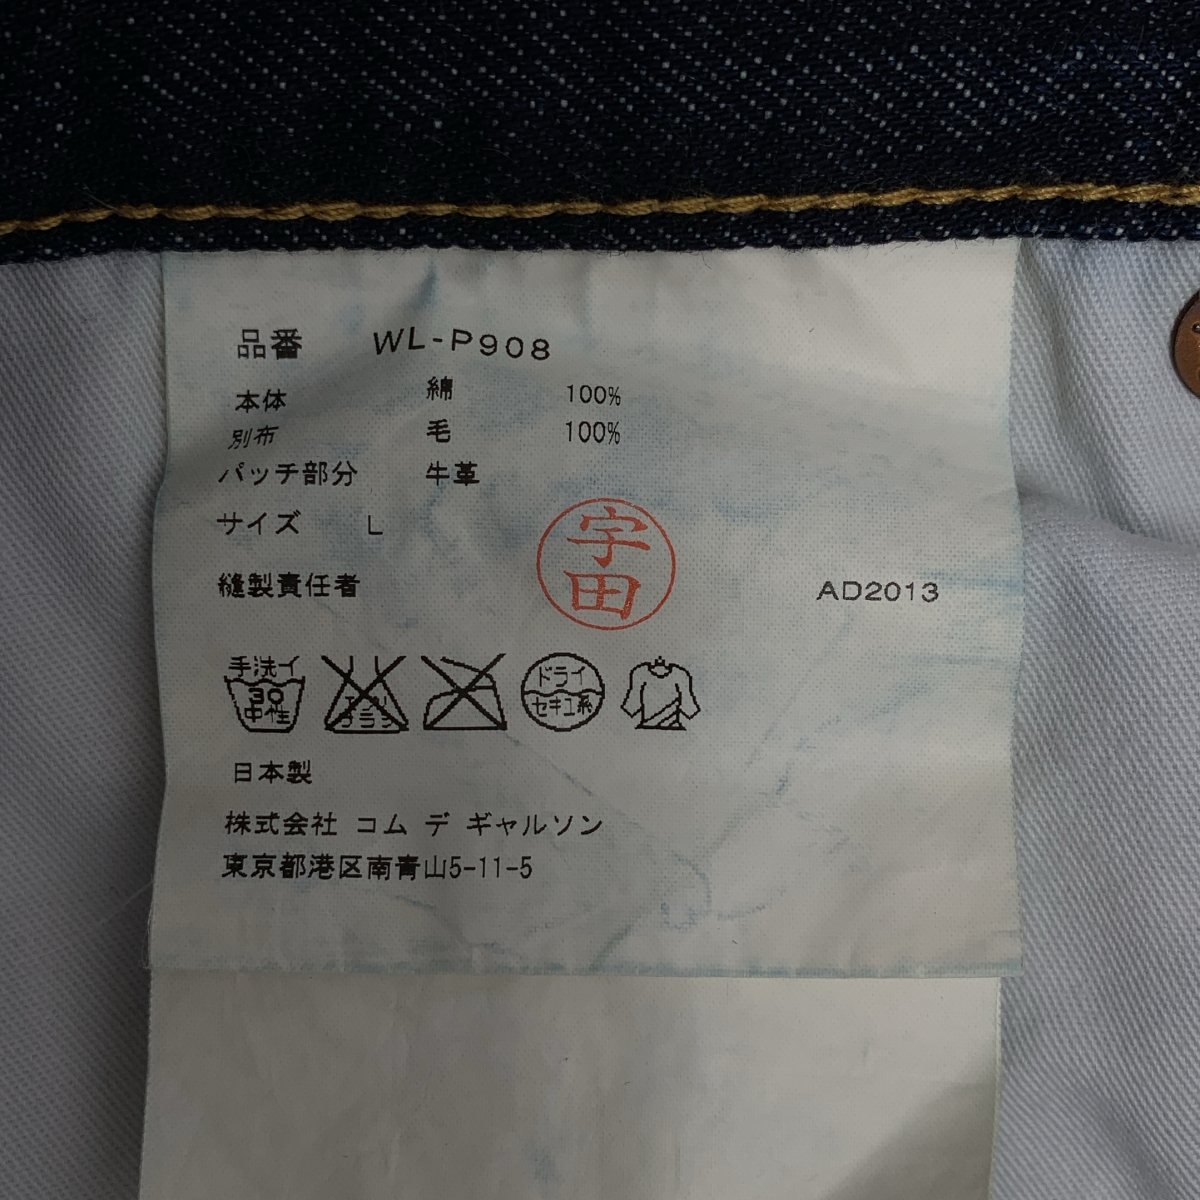 品番 WL-P908
本体 綿 100%
別布 毛 100%
パッチ部分 牛革
サイズ L
宇田
縫製責任者 AD2013
手洗イ 30 中性 ドライ セキユ系
日本製
株式会社 コム デ ギャルソン
東京都港区南青山5-11-5